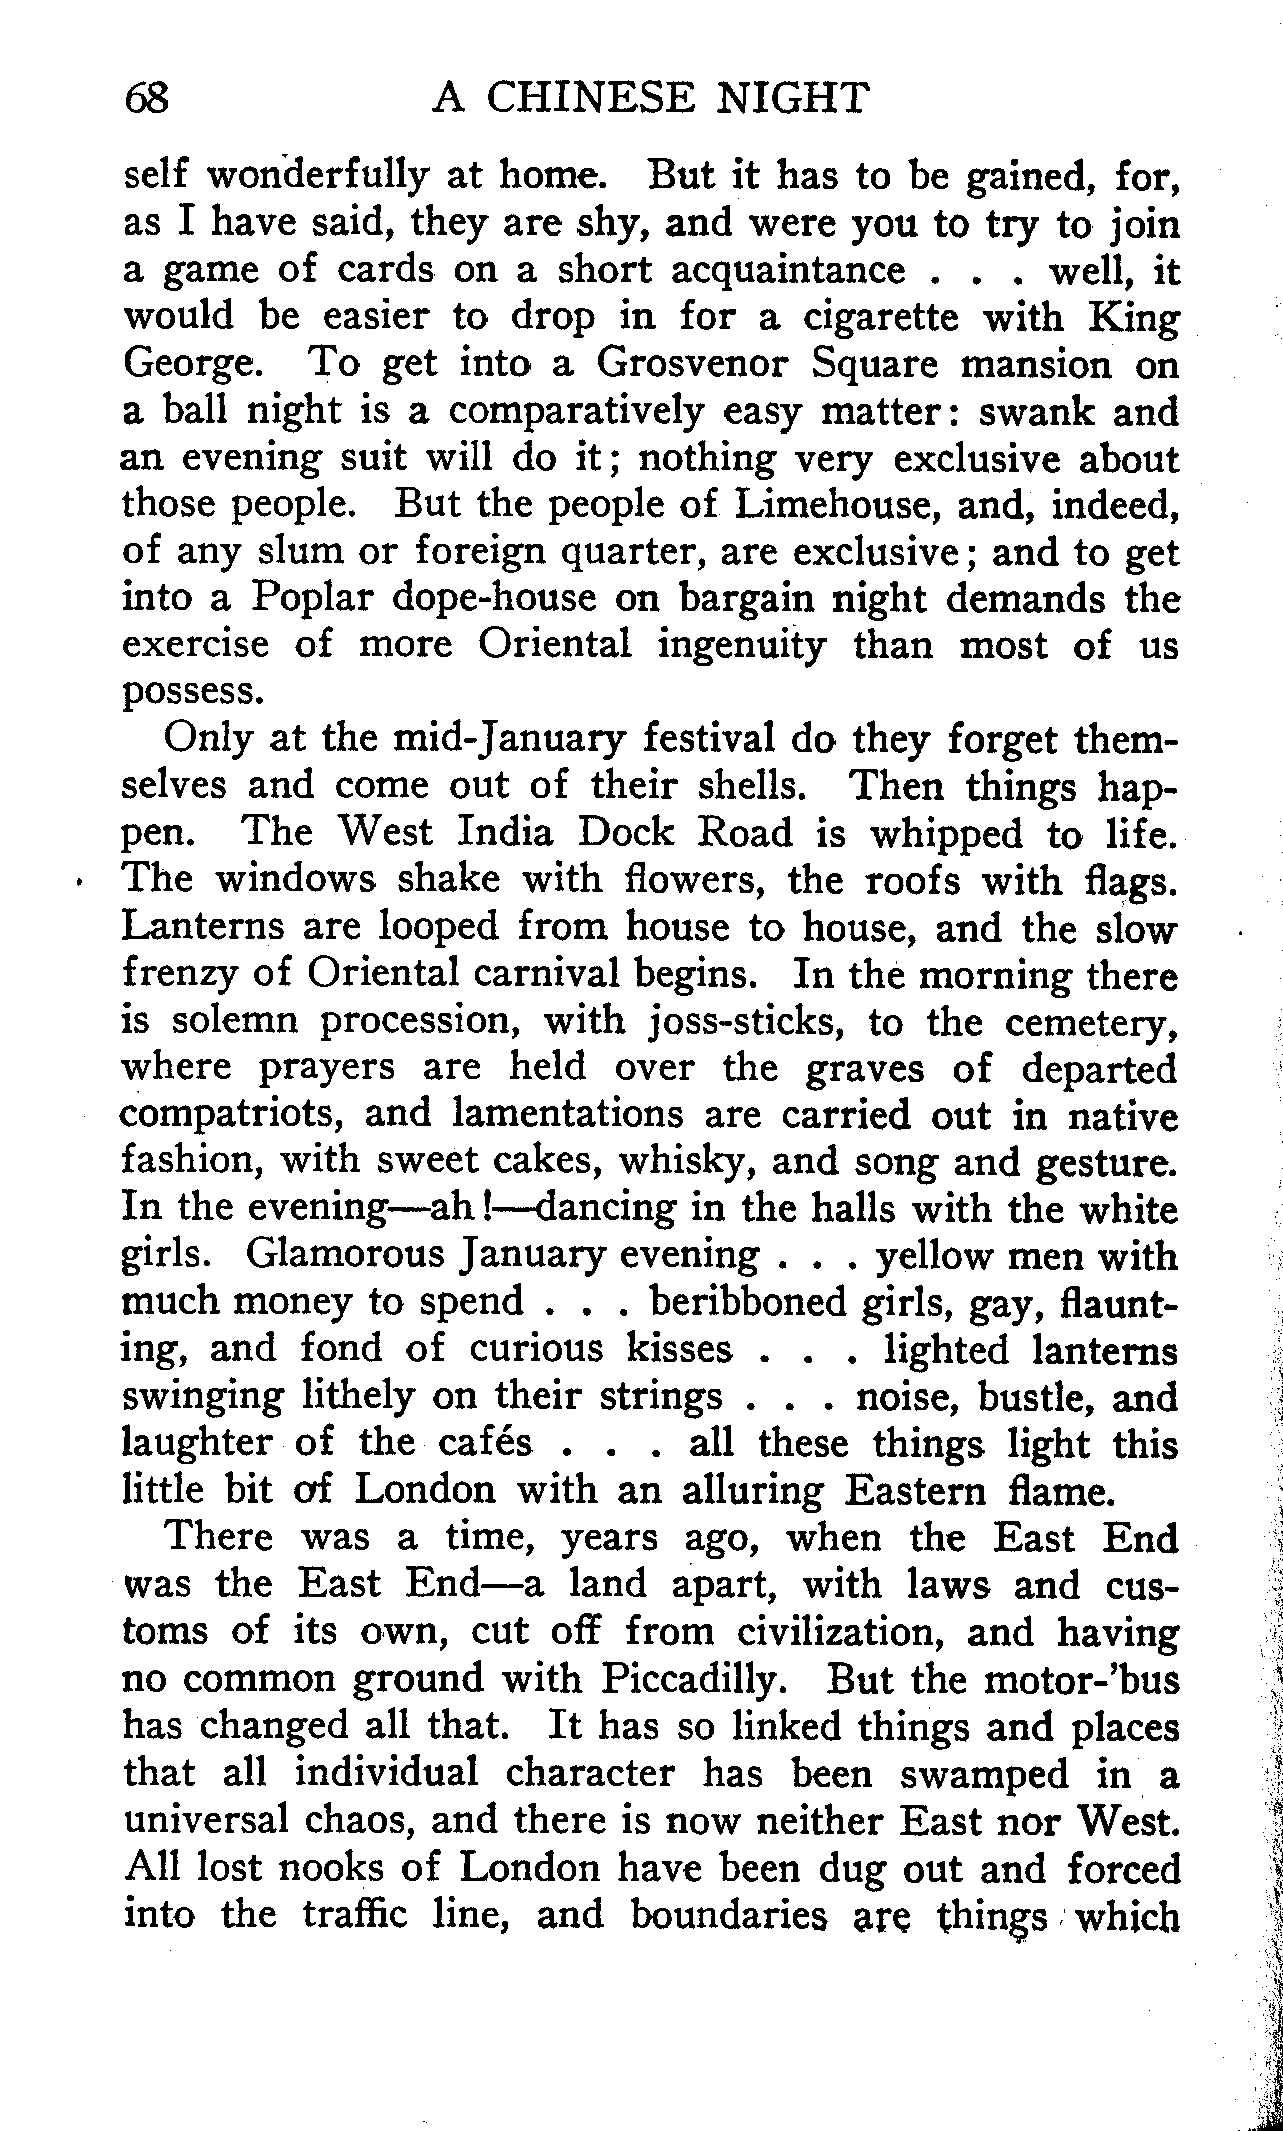 68 A CHINESE NIGHT
self wonderfully at home. But it has to be gained, for,
as I have said, they are shy, and were you to try to join
a game of cards on a short acquaintance . . . well, it
would be easier to drop in for a cigarette with King
George. To get into a Grosvenor Square mansion on
a ball night is a comparatively easy matter: swank and
an evening suit will do it; nothing very exclusive about
those people. But the people of Limehouse, and, indeed,
of any slum or foreign quarter, are exclusive; and to get
into a Poplar dope-house on bargain night demands the
exercise of more Oriental ingenuity than most of us
possess.
Only at the mid-January festival do they forget them-
selves and come out of their shells. Then things hap-
pen. The West India Dock Road is whipped to life.
The windows shake with flowers, the roofs with flags.
Lanterns are looped from house to house, and the slow
frenzy of Oriental carnival begins. In the morning there
is solemn procession, with joss-sticks, to the cemetery,
where prayers are held over the graves of departed
compatriots, and lamentations are carried out in native
fashion, with sweet cakes, whisky, and song and gesture.
In the evening—ah!—dancing in the halls with the white
girls. Glamorous January evening . . . yellow men with
much money to spend . . . beribboned girls, gay, flaunt-
ing, and fond of curious kisses . . . lighted lanterns
swinging lithely on their strings . . . noise, bustle, and
laughter of the cafés . . . all these things light this
little bit of London with an alluring Eastern flame.
There was a time, years ago, when the East End
was the East End—a land apart, with laws and cus-
toms of its own, cut off from civilization, and having
no common ground with Piccadilly. But the motor-'bus
has changed all that. It has so linked things and places
that all individual character has been swamped in a
universal chaos, and there is now neither East nor West.
All lost nooks of London have been dug out and forced
into the traffic line, and boundaries are things which